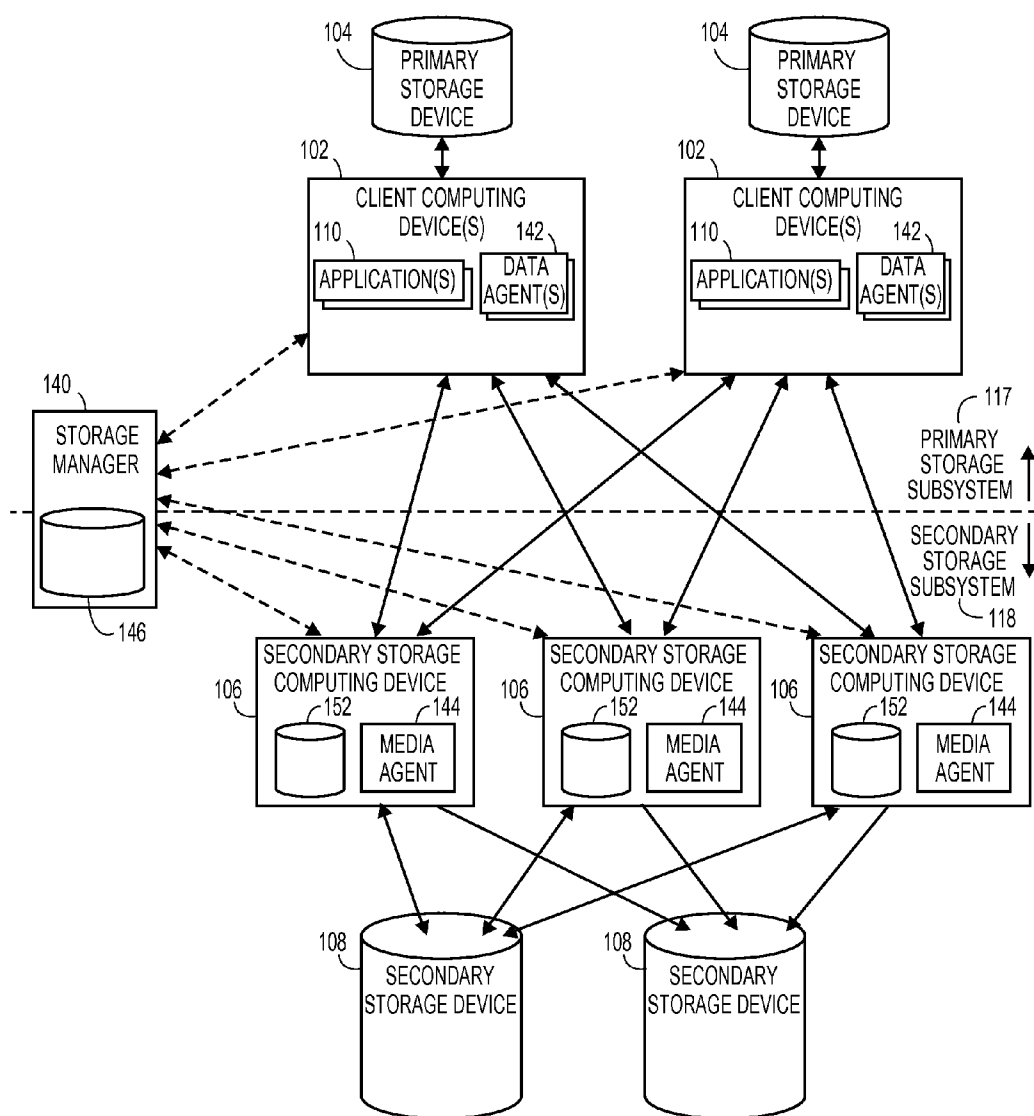 104
PRIMARY
STORAGE
DEVICE
104
PRIMARY
STORAGE
DEVICE
102
CLIENT COMPUTING
DEVICE(S)
110
142
APPLICATION(S)
DATA
AGENT(S)
102
CLIENT COMPUTING
DEVICE(S)
110
142
APPLICATION(S)
DATA
AGENT(S)
140
STORAGE
MANAGER
146
117
PRIMARY
STORAGE
SUBSYSTEM
SECONDARY
STORAGE
SUBSYSTEM
118
106
SECONDARY STORAGE
COMPUTING DEVICE
152
144
MEDIA
AGENT
106
SECONDARY STORAGE
COMPUTING DEVICE
152
144
MEDIA
AGENT
106
SECONDARY STORAGE
COMPUTING DEVICE
152
144
MEDIA
AGENT
108
SECONDARY
STORAGE DEVICE
108
SECONDARY
STORAGE DEVICE